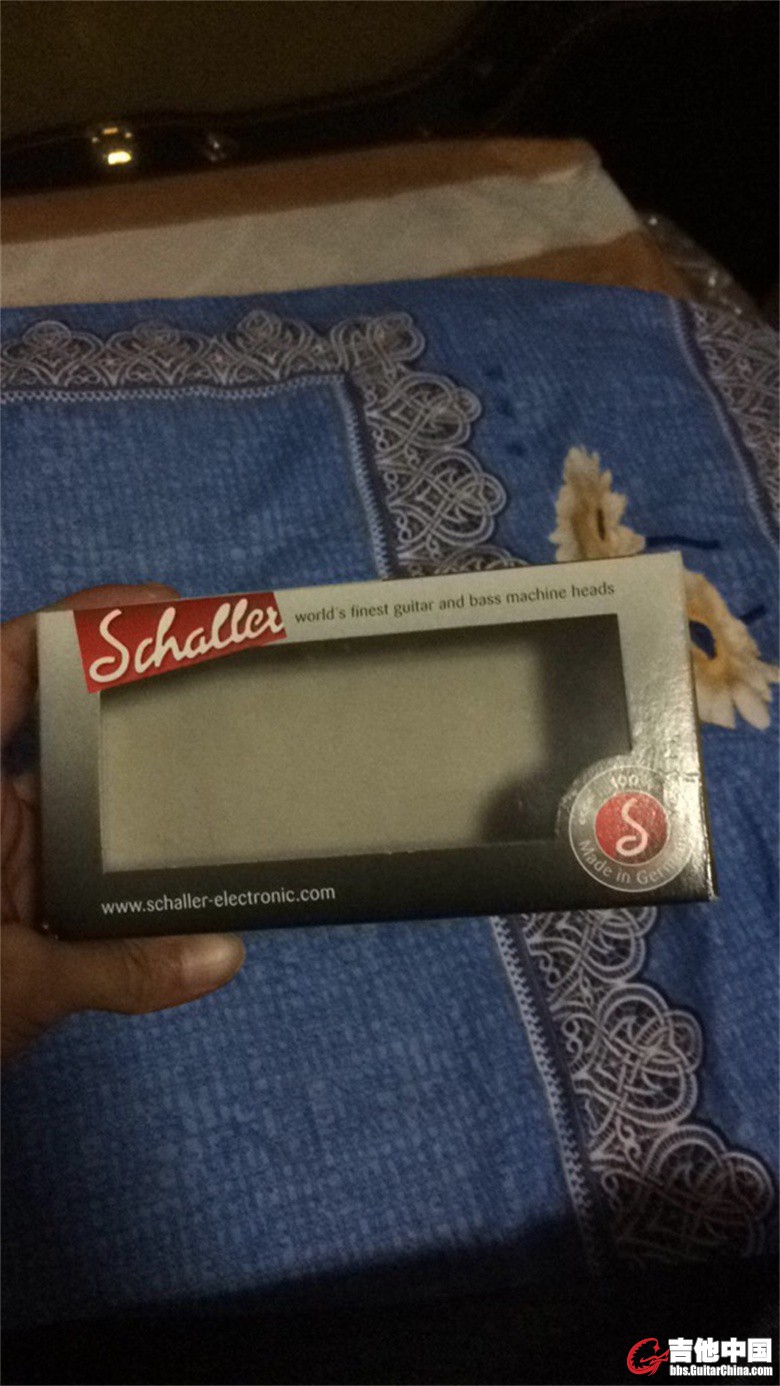 Schaller
world's finest guitar and bass machine heads
100
S
Made in Germany
www.schaller-electronic.com
吉他中国
bbs.GuitarChina.com